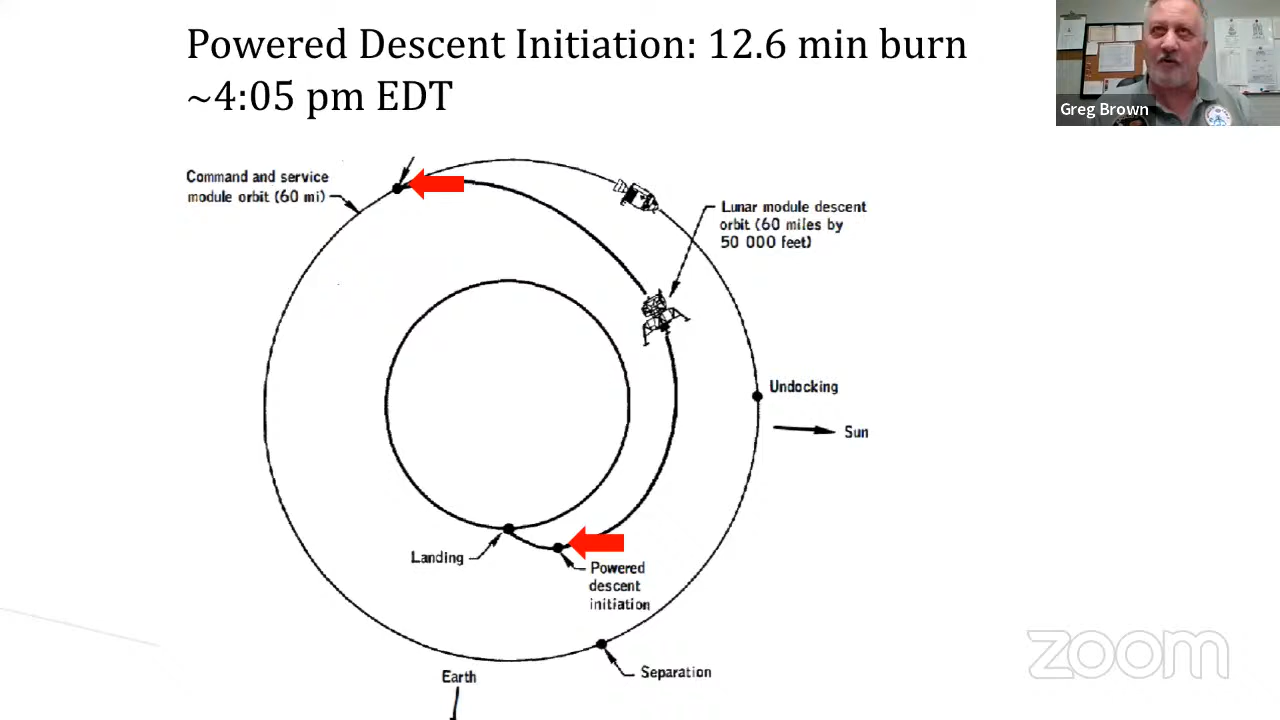 Powered Descent Initiation: 12.6 min burn
~4:05 pm EDT
Greg Brown
Command and service
module orbit (60 mi)
Lunar module descent
orbit (60 miles by
50 000 feet)
Undocking
Sun
Landing
Powered
descent
initiation
Separation
Earth
zoom